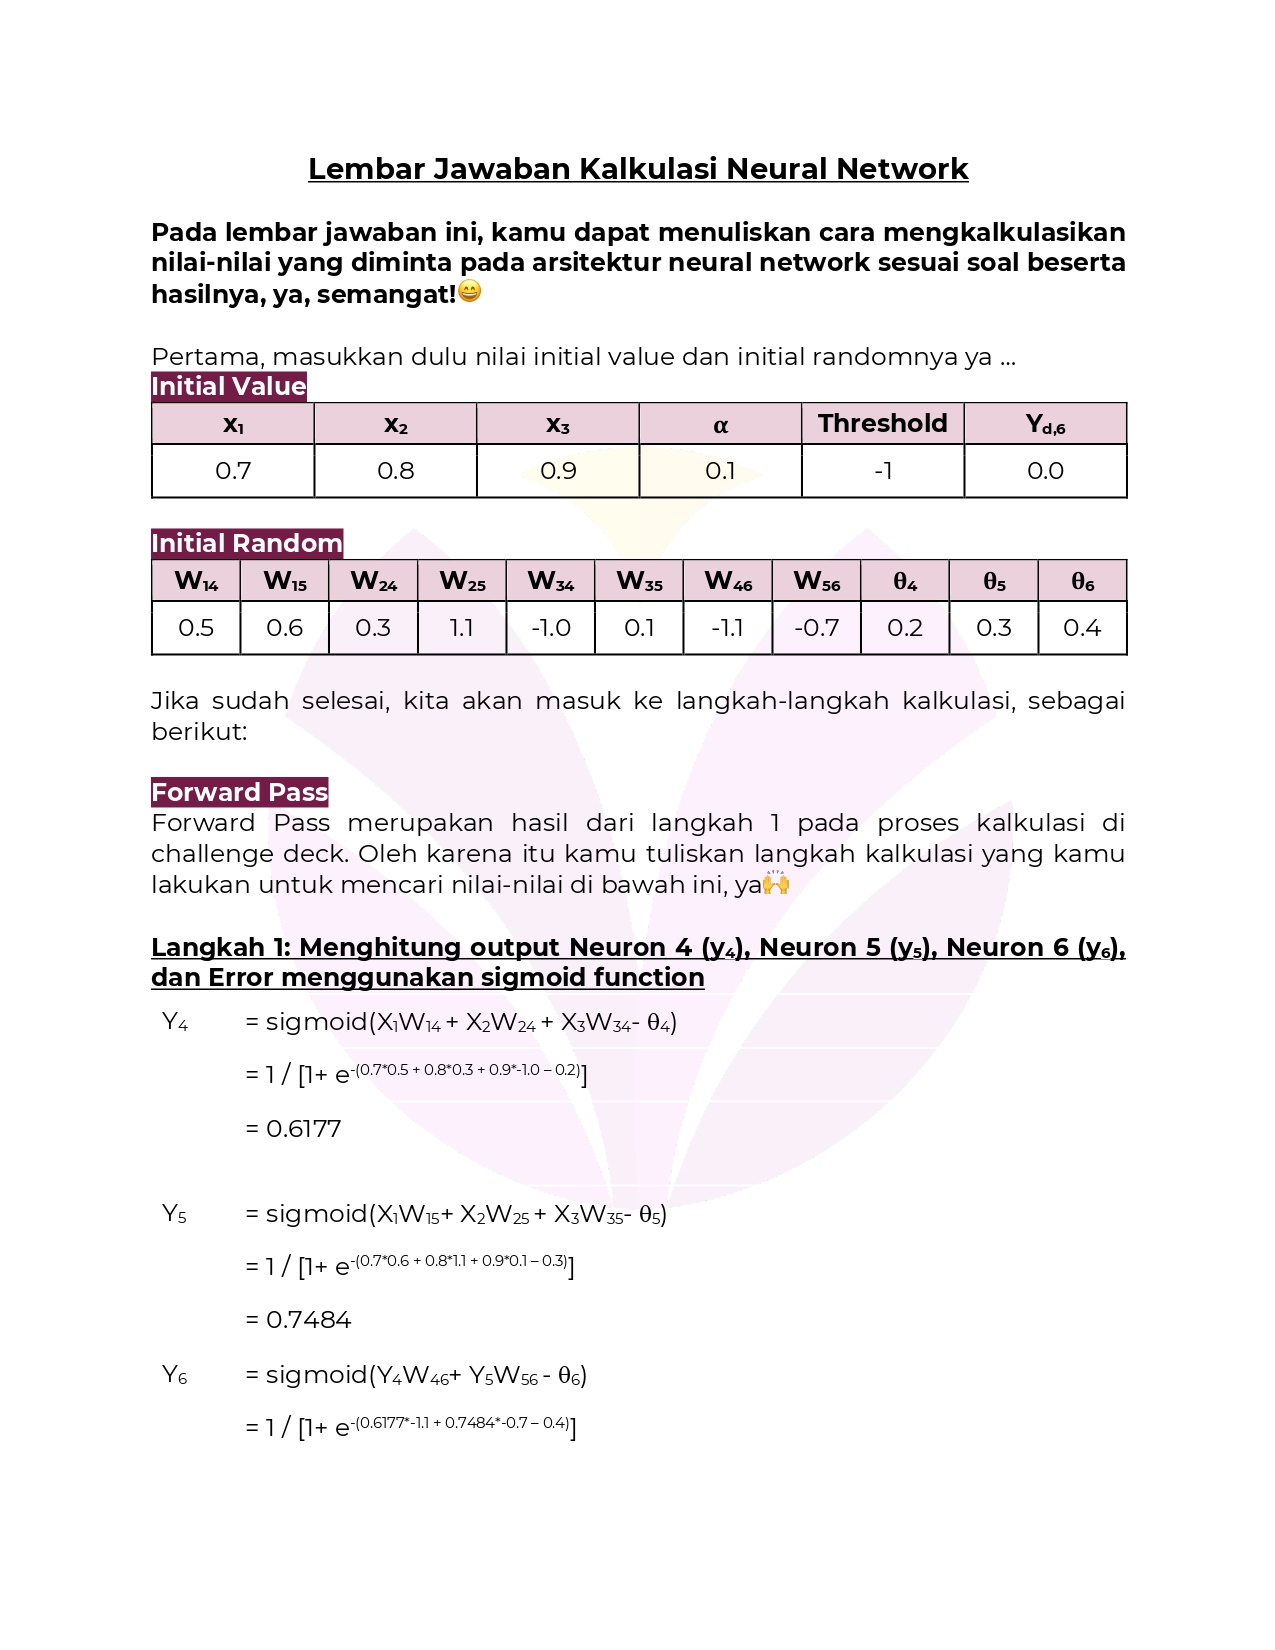 Lembar Jawaban Kalkulasi Neural Network
Pada lembar jawaban ini, kamu dapat menuliskan cara mengkalkulasikan
nilai-nilai yang diminta pada arsitektur neural network sesuai soal beserta
hasilnya, ya, semangat!😄
Pertama, masukkan dulu nilai initial value dan initial randomnya ya ...
Initial Value
x₁ x₂ x₃ α Threshold Y_d,6
0.7 0.8 0.9 0.1 -1 0.0
Initial Random
W₁₄ W₁₅ W₂₄ W₂₅ W₃₄ W₃₅ W₄₆ W₅₆ θ₄ θ₅ θ₆
0.5 0.6 0.3 1.1 -1.0 0.1 -1.1 -0.7 0.2 0.3 0.4
Jika sudah selesai, kita akan masuk ke langkah-langkah kalkulasi, sebagai
berikut:
Forward Pass
Forward Pass merupakan hasil dari langkah 1 pada proses kalkulasi di
challenge deck. Oleh karena itu kamu tuliskan langkah kalkulasi yang kamu
lakukan untuk mencari nilai-nilai di bawah ini, ya🙌
Langkah 1: Menghitung output Neuron 4 (y₄), Neuron 5 (y₅), Neuron 6 (y₆),
dan Error menggunakan sigmoid function
Y₄ = sigmoid(X₁W₁₄ + X₂W₂₄ + X₃W₃₄- θ₄)
= 1 / [1+ e^-(0.7*0.5 + 0.8*0.3 + 0.9*-1.0 – 0.2)]
= 0.6177
Y₅ = sigmoid(X₁W₁₅+ X₂W₂₅ + X₃W₃₅- θ₅)
= 1 / [1+ e^-(0.7*0.6 + 0.8*1.1 + 0.9*0.1 – 0.3)]
= 0.7484
Y₆ = sigmoid(Y₄W₄₆+ Y₅W₅₆ - θ₆)
= 1 / [1+ e^-(0.6177*-1.1 + 0.7484*-0.7 – 0.4)]